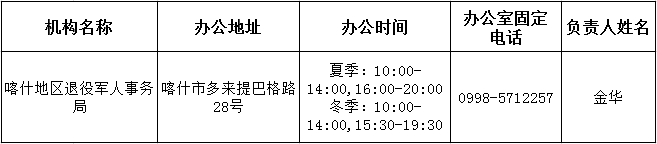 机构名称
办公地址
办公时间
办公室固定
电话
负责人姓名
喀什地区退役军人事务
局
喀什市多来提巴格路
28号
夏季：10:00-
14:00,16:00-20:00
冬季：10:00-
14:00,15:30-19:30
0998-5712257
金华